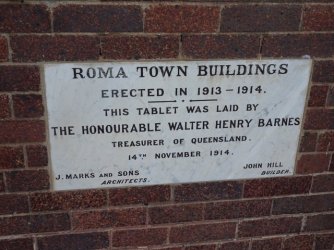 ROMA TOWN BUILDINGS
ERECTED IN 1913-1914.
THIS TABLET WAS LAID BY
THE HONOURABLE WALTER HENRY BARNES
TREASURER OF QUEENSLAND.
14TH NOVEMBER 1914.
J. MARKS AND SONS
ARCHITECTS.
JOHN HILL
BUILDER.